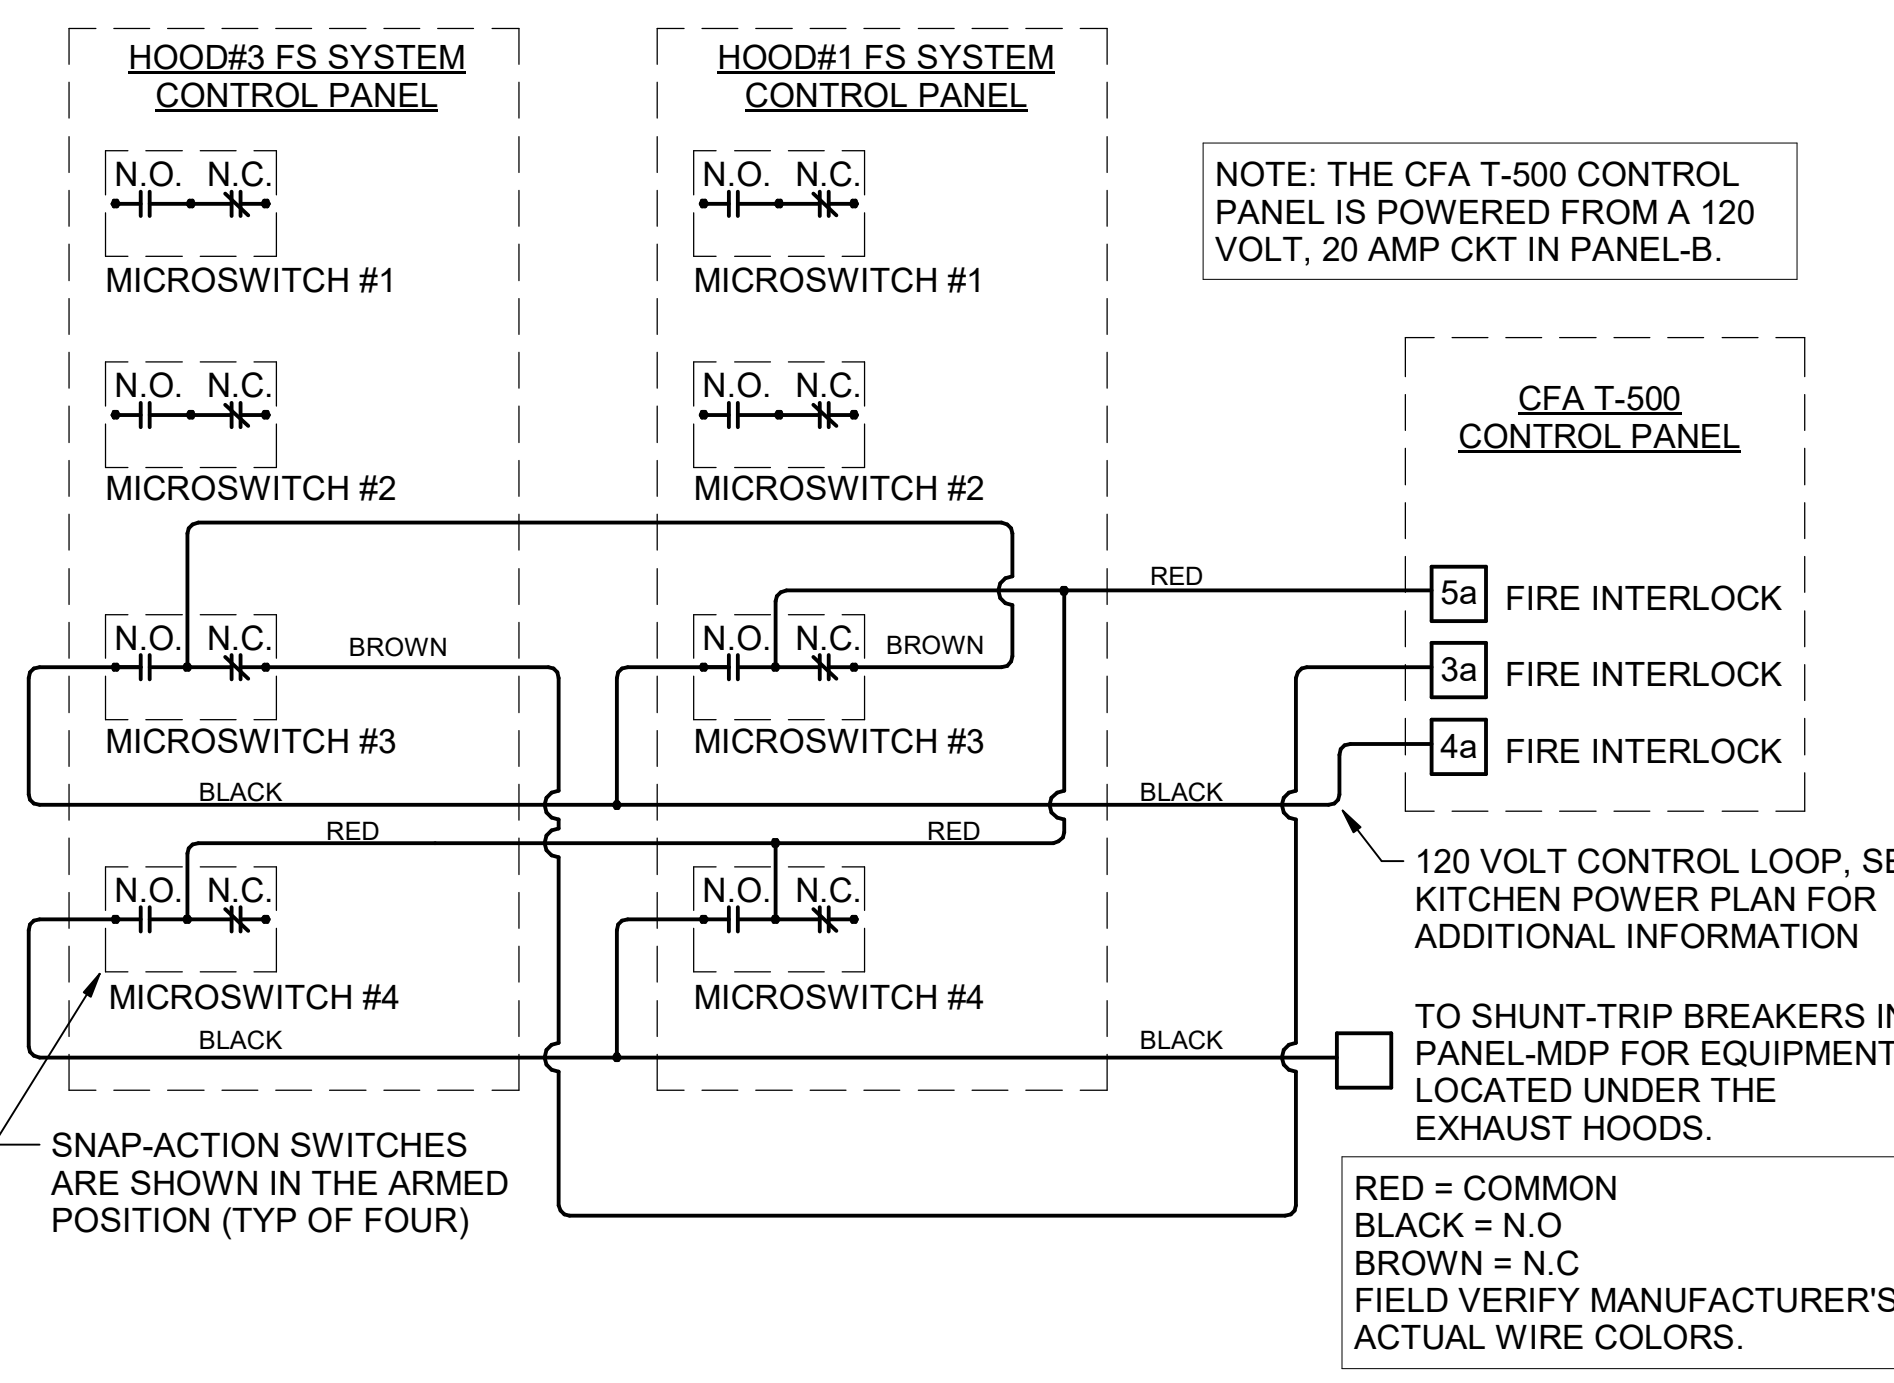 HOOD#3 FS SYSTEM
CONTROL PANEL
N.O. N.C.
MICROSWITCH #1
N.O. N.C.
MICROSWITCH #2
N.O. N.C.
BROWN
MICROSWITCH #3
BLACK
RED
N.O. N.C.
MICROSWITCH #4
BLACK
SNAP-ACTION SWITCHES
ARE SHOWN IN THE ARMED
POSITION (TYP OF FOUR)
HOOD#1 FS SYSTEM
CONTROL PANEL
N.O. N.C.
MICROSWITCH #1
N.O. N.C.
MICROSWITCH #2
N.O. N.C.
BROWN
MICROSWITCH #3
RED
N.O. N.C.
MICROSWITCH #4
RED
BLACK
BLACK
NOTE: THE CFA T-500 CONTROL
PANEL IS POWERED FROM A 120
VOLT, 20 AMP CKT IN PANEL-B.
CFA T-500
CONTROL PANEL
5a FIRE INTERLOCK
3a FIRE INTERLOCK
4a FIRE INTERLOCK
120 VOLT CONTROL LOOP,
KITCHEN POWER PLAN FOR
ADDITIONAL INFORMATION
TO SHUNT-TRIP BREAKERS IN
PANEL-MDP FOR EQUIPMENT
LOCATED UNDER THE
EXHAUST HOODS.
RED = COMMON
BLACK = N.O
BROWN = N.C
FIELD VERIFY MANUFACTURER'S
ACTUAL WIRE COLORS.